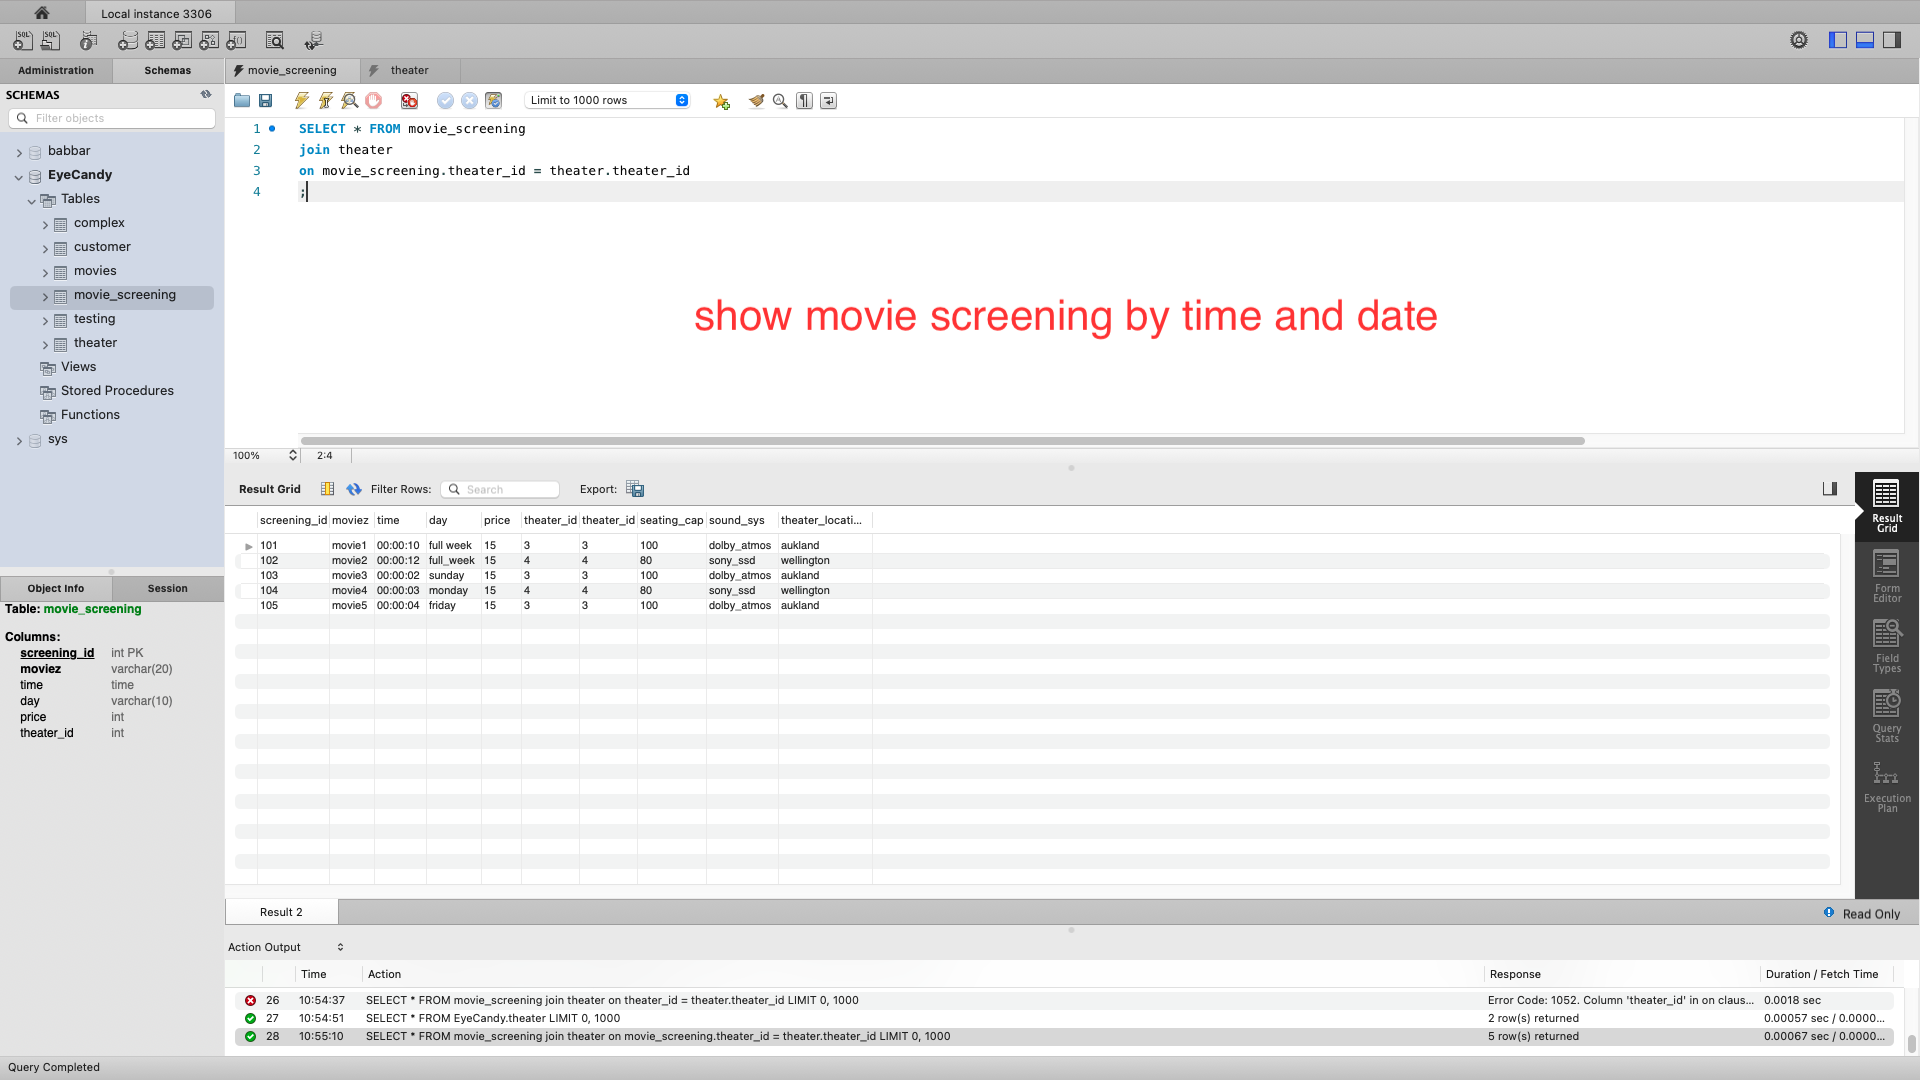 Local instance 3306
Administration
Schemas
movie_screening
theater
SCHEMAS
Filter objects
babbar
EyeCandy
Tables
complex
customer
movies
movie_screening
testing
theater
Views
Stored Procedures
Functions
sys
Limit to 1000 rows
1 SELECT * FROM movie_screening
2 join theater
3 on movie_screening.theater_id = theater.theater_id
4 ;
show movie screening by time and date
100% 2:4
Result Grid Filter Rows: Search Export:
screening_id moviez time day price theater_id theater_id seating_cap sound_sys theater_locati...
101 movie1 00:00:10 full week 15 3 3 100 dolby_atmos aukland
102 movie2 00:00:12 full_week 15 4 4 80 sony_ssd wellington
103 movie3 00:00:02 sunday 15 3 3 100 dolby_atmos aukland
104 movie4 00:00:03 monday 15 4 4 80 sony_ssd wellington
105 movie5 00:00:04 friday 15 3 3 100 dolby_atmos aukland
Result
Grid
Form
Editor
Field
Types
Query
Stats
Execution
Plan
Object Info
Session
Table: movie_screening
Columns:
screening_id int PK
moviez varchar(20)
time time
day varchar(10)
price int
theater_id int
Result 2
Read Only
Action Output
Time Action Response Duration / Fetch Time
26 10:54:37 SELECT * FROM movie_screening join theater on theater_id = theater.theater_id LIMIT 0, 1000 Error Code: 1052. Column 'theater_id' in on claus... 0.0018 sec
27 10:54:51 SELECT * FROM EyeCandy.theater LIMIT 0, 1000 2 row(s) returned 0.00057 sec / 0.0000...
28 10:55:10 SELECT * FROM movie_screening join theater on movie_screening.theater_id = theater.theater_id LIMIT 0, 1000 5 row(s) returned 0.00067 sec / 0.0000...
Query Completed